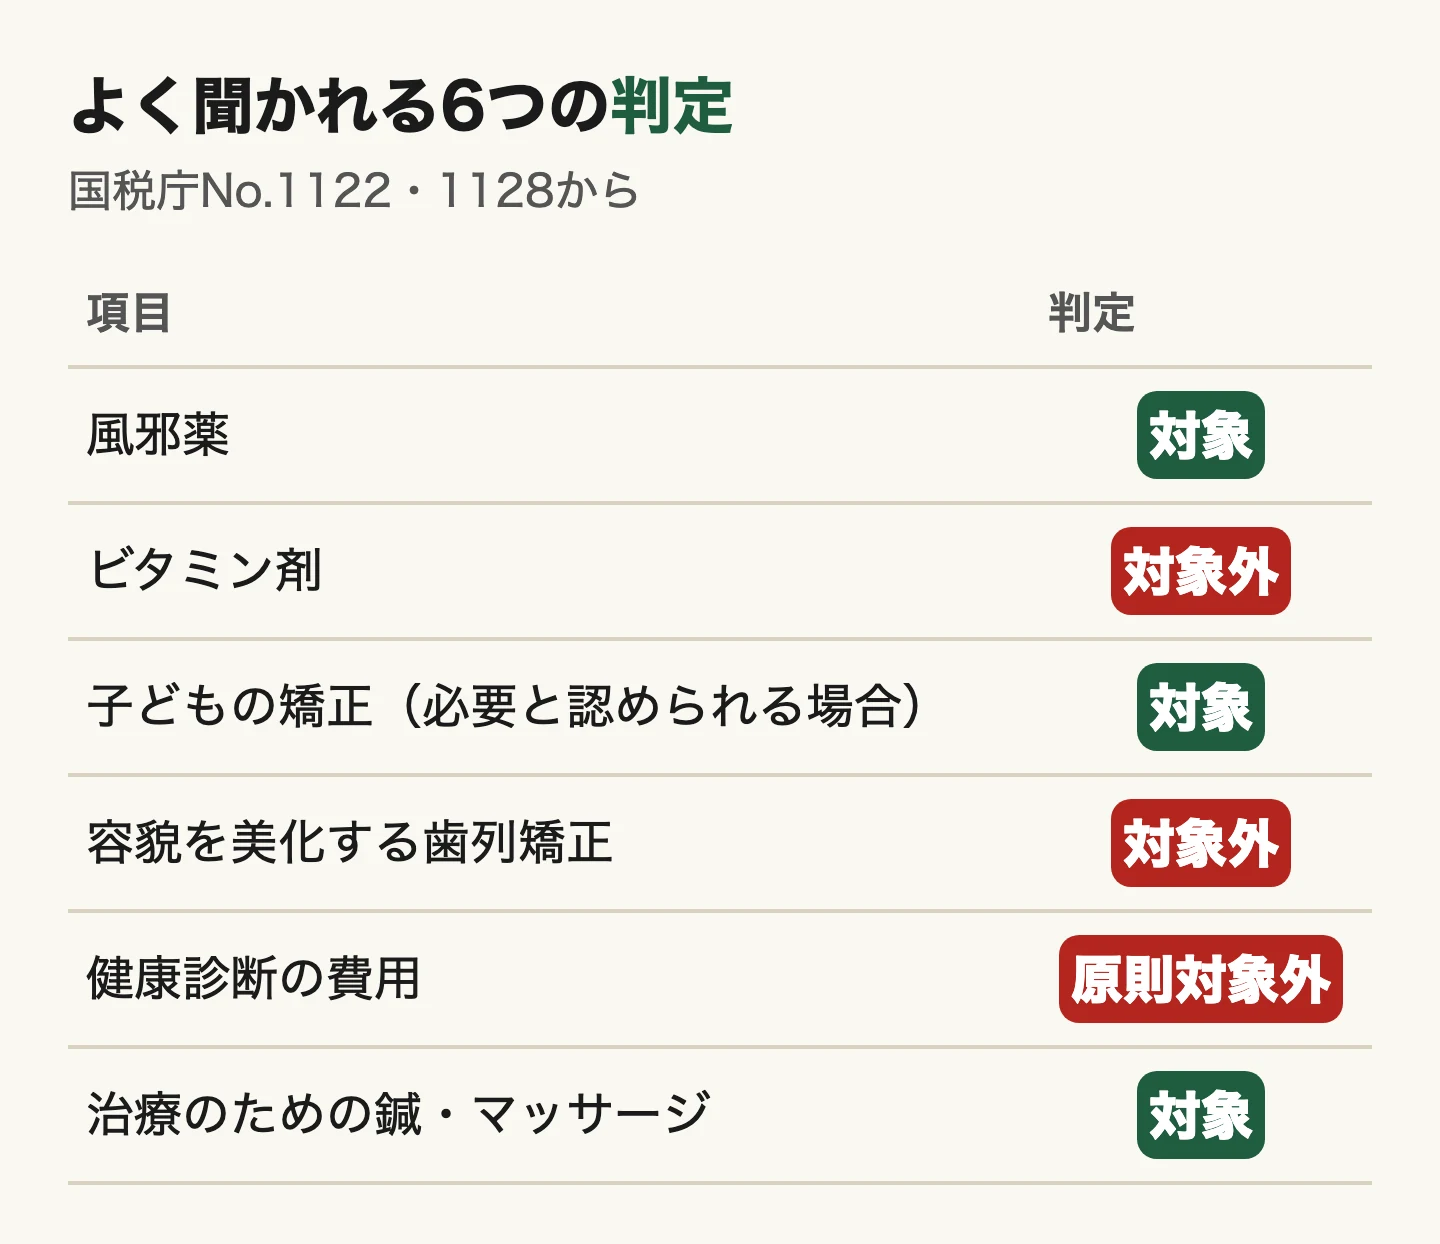 よく聞かれる6つの判定
国税庁No.1122・1128から
項目 判定
風邪薬 対象
ビタミン剤 対象外
子どもの矯正（必要と認められる場合） 対象
容貌を美化する歯列矯正 対象外
健康診断の費用 原則対象外
治療のための鍼・マッサージ 対象